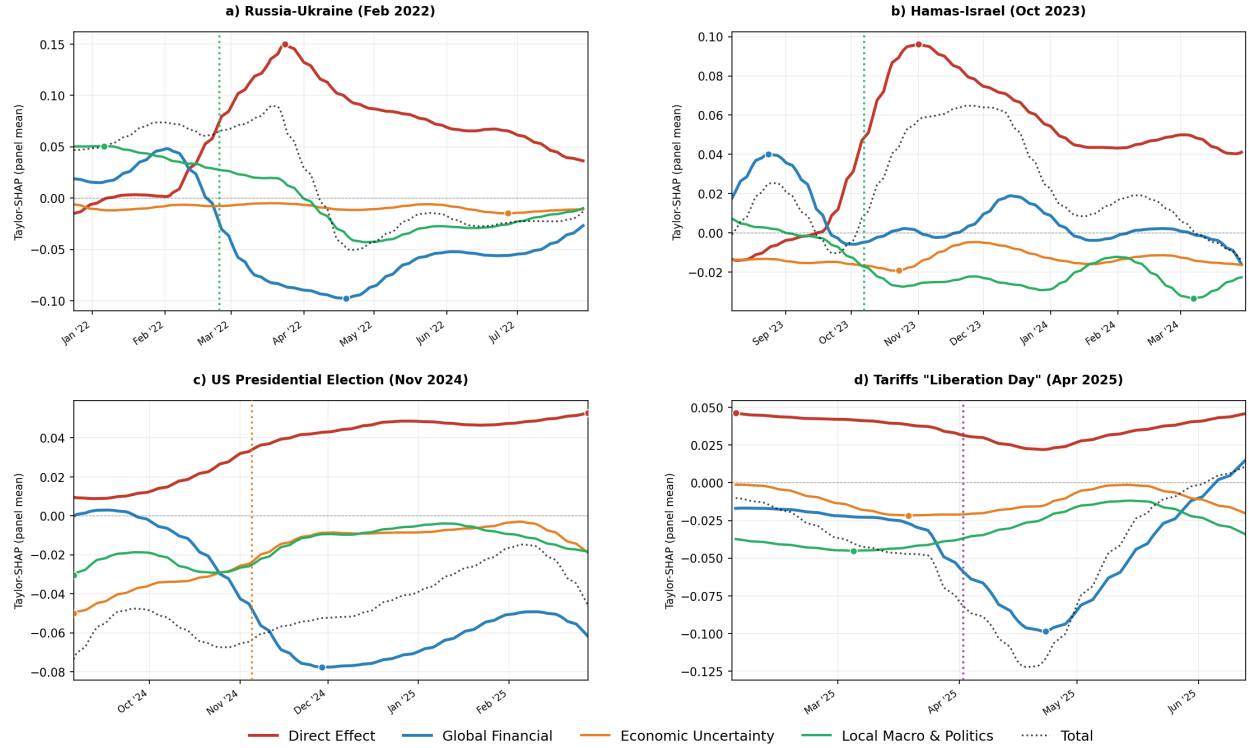 a) Russia-Ukraine (Feb 2022)
Taylor-SHAP (panel mean)
0.15
0.10
0.05
0.00
−0.05
−0.10
Jan '22
Feb '22
Mar '22
Apr '22
May '22
Jun '22
Jul '22
b) Hamas-Israel (Oct 2023)
Taylor-SHAP (panel mean)
0.10
0.08
0.06
0.04
0.02
0.00
−0.02
Sep '23
Oct '23
Nov '23
Dec '23
Jan '24
Feb '24
Mar '24
c) US Presidential Election (Nov 2024)
Taylor-SHAP (panel mean)
0.04
0.02
0.00
−0.02
−0.04
−0.06
−0.08
Oct '24
Nov '24
Dec '24
Jan '25
Feb '25
d) Tariffs "Liberation Day" (Apr 2025)
Taylor-SHAP (panel mean)
0.050
0.025
0.000
−0.025
−0.050
−0.075
−0.100
−0.125
Mar '25
Apr '25
May '25
Jun '25
Direct Effect
Global Financial
Economic Uncertainty
Local Macro & Politics
Total